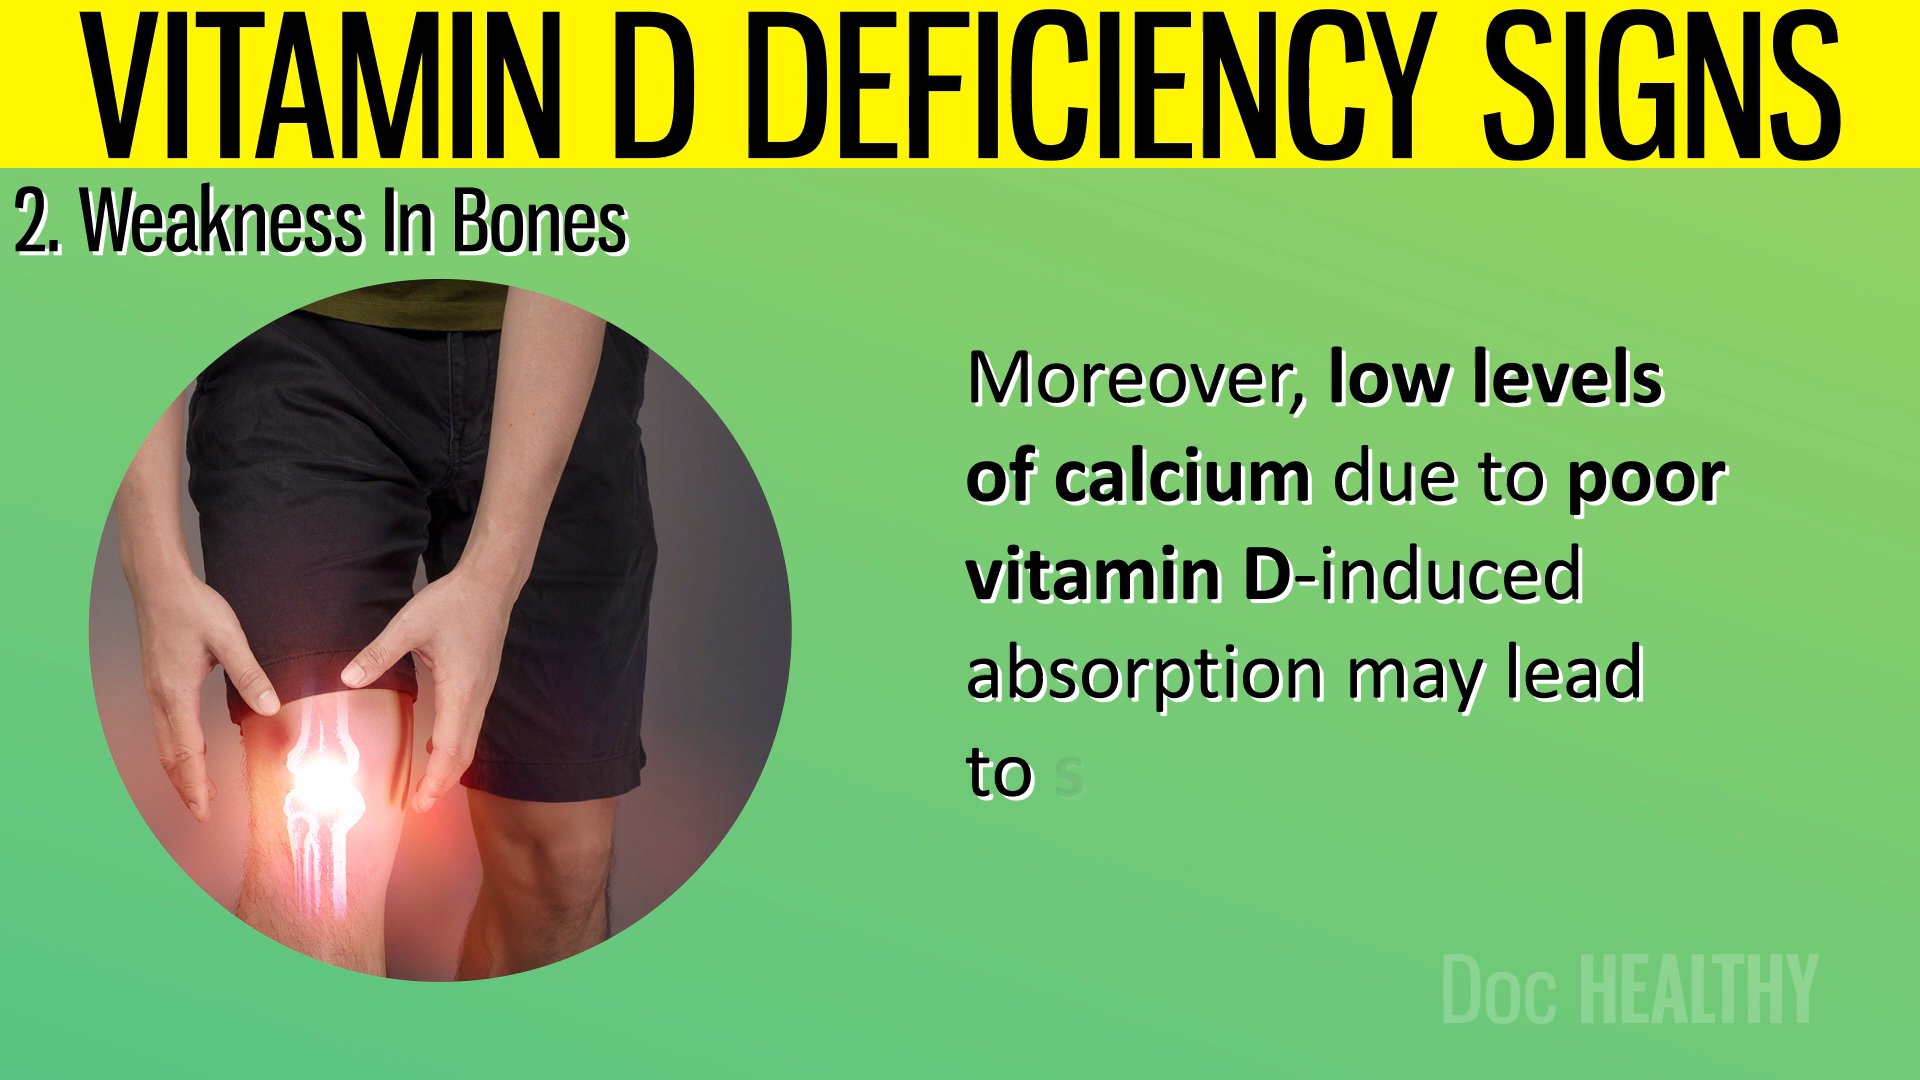 VITAMIN D DEFICIENCY SIGNS
2. Weakness In Bones
Moreover, low levels
of calcium due to poor
vitamin D-induced
absorption may lead
to s
Doc HEALTHY